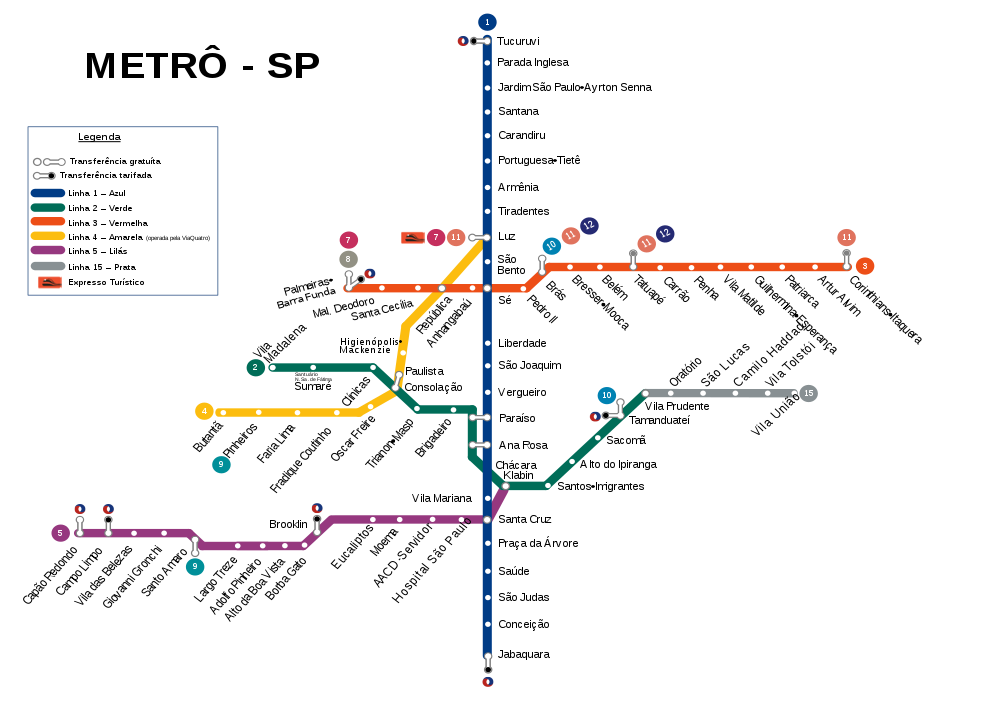 METRÔ - SP
Legenda
Transferência gratuíta
Transferência tarifada
Linha 1 – Azul
Linha 2 – Verde
Linha 3 – Vermelha
Linha 4 – Amarela (operada pela ViaQuatro)
Linha 5 – Lilás
Linha 15 – Prata
Expresso Turístico
1
Tucuruvi
Parada Inglesa
Jardim São Paulo•Ayrton Senna
Santana
Carandiru
Portuguesa•Tietê
Armênia
Tiradentes
7
11
Luz
São
Bento
Sé
Liberdade
São Joaquim
Vergueiro
Paraíso
Ana Rosa
Chácara
Klabin
Vila Mariana
Santa Cruz
Praça da Árvore
Saúde
São Judas
Conceição
Jabaquara
7
8
Palmeiras•
Barra Funda
Mal. Deodoro
Santa Cecília
República
Anhangabaú
Pedro II
10
11
12
Brás
Bresser•Mooca
Belém
11
12
Tatuapé
Carrão
Penha
Vila Matilde
Guilhermina•Esperança
Patriarca
Artur Alvim
11
Corinthians•Itaquera
3
2
Vila
Madalena
Santuário
N. Sa. de Fátima
Sumaré
Clínicas
Higienópolis•
Mackenzie
Paulista
Consolação
Trianon•Masp
Brigadeiro
4
Butantã
9
Pinheiros
Faria Lima
Fradique Coutinho
Oscar Freire
Santos•Imigrantes
Alto do Ipiranga
Sacomã
10
Tamanduateí
Vila Prudente
Oratório
São Lucas
Camilo Haddad
Vila Tolstói
Vila União
15
5
Capão Redondo
Campo Limpo
Vila das Belezas
Giovanni Gronchi
Santo Amaro
9
Largo Treze
Adolfo Pinheiro
Alto da Boa Vista
Borba Gato
Brooklin
Eucaliptos
Moema
AACD-Servidor
Hospital São Paulo